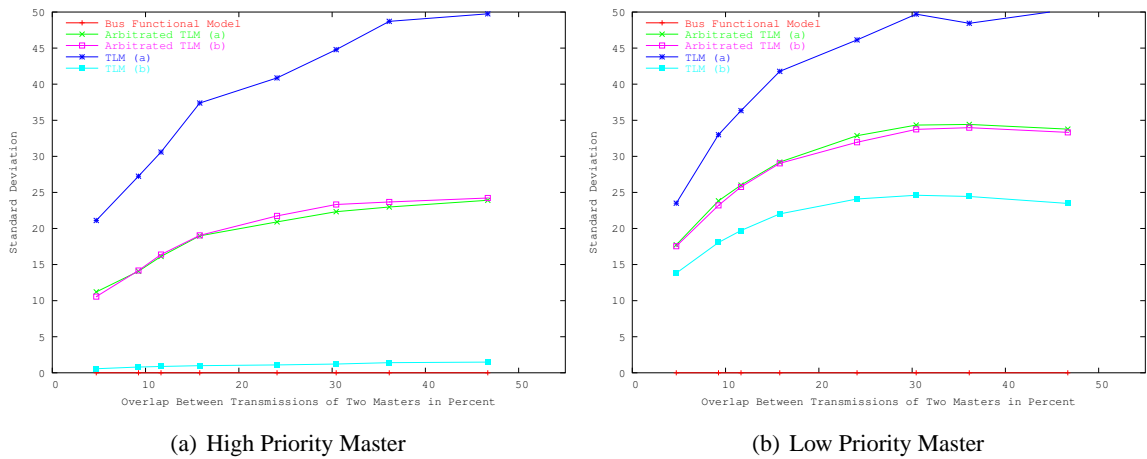 Standard Deviation
50
45
40
35
30
25
20
15
10
5
0
Bus Functional Model
Arbitrated TLM (a)
Arbitrated TLM (b)
TLM (a)
TLM (b)
0 10 20 30 40 50
Overlap Between Transmissions of Two Masters in Percent
(a) High Priority Master
Standard Deviation
50
45
40
35
30
25
20
15
10
5
0
Bus Functional Model
Arbitrated TLM (a)
Arbitrated TLM (b)
TLM (a)
TLM (b)
0 10 20 30 40 50
Overlap Between Transmissions of Two Masters in Percent
(b) Low Priority Master